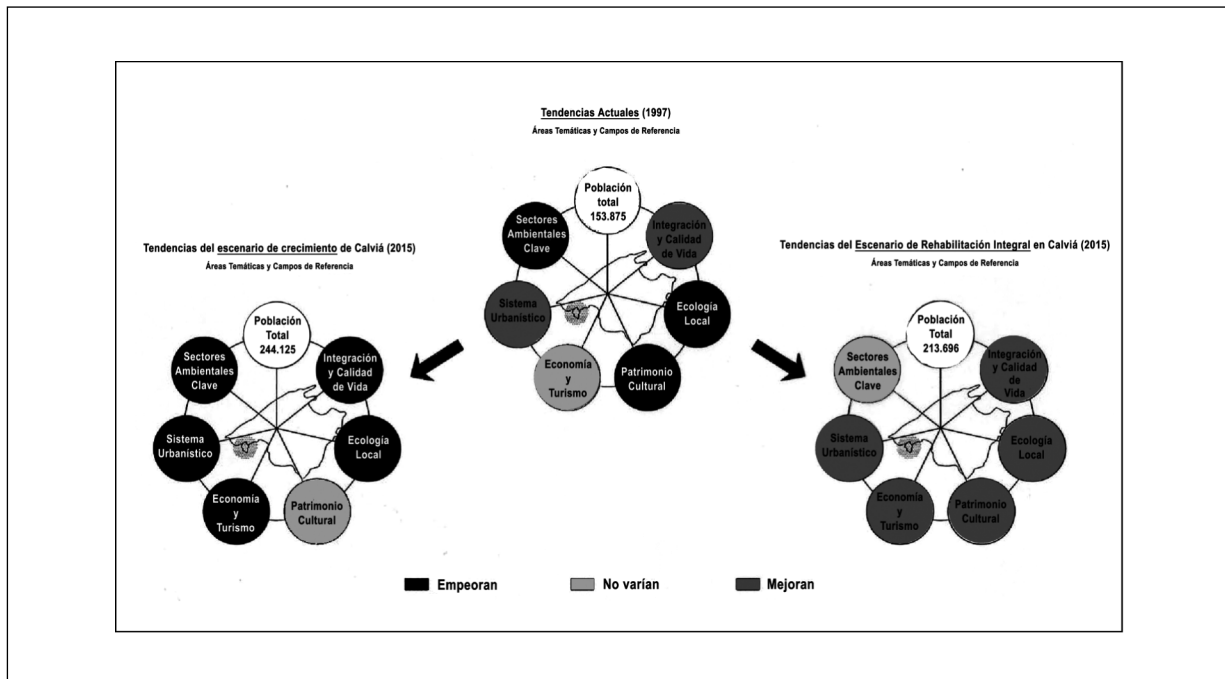 Tendencias Actuales (1997)
Áreas Temáticas y Campos de Referencia
Población
total
153.875
Sectores
Ambientales
Clave
Integración
y Calidad
de Vida
Sistema
Urbanístico
Ecología
Local
Economía
y
Turismo
Patrimonio
Cultural
Tendencias del escenario de crecimiento de Calviá (2015)
Áreas Temáticas y Campos de Referencia
Población
Total
244.125
Sectores
Ambientales
Clave
Integración
y Calidad
de Vida
Sistema
Urbanístico
Ecología
Local
Economía
y
Turismo
Patrimonio
Cultural
Tendencias del Escenario de Rehabilitación Integral en Calviá (2015)
Áreas Temáticas y Campos de Referencia
Población
Total
213.696
Sectores
Ambientales
Clave
Integración
y Calidad
de
Vida
Sistema
Urbanístico
Ecología
Local
Economía
y
Turismo
Patrimonio
Cultural
Empeoran
No varían
Mejoran